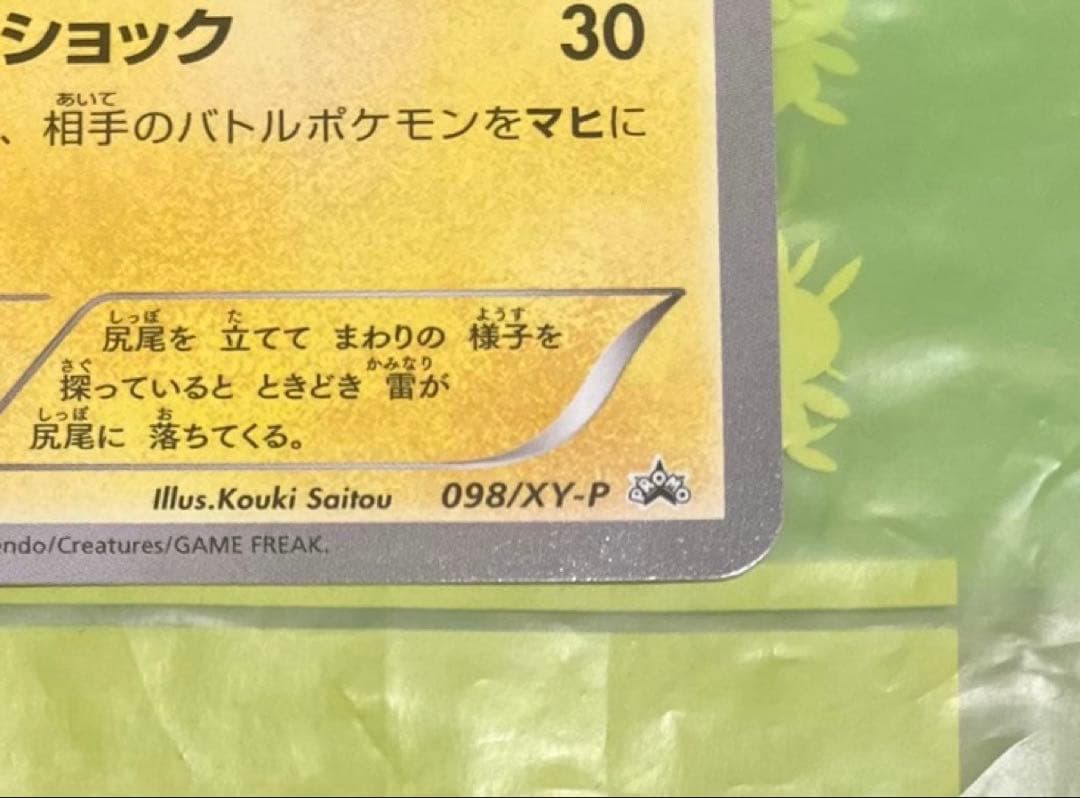 ショック 30
、相手のバトルポケモンをマヒに
尻尾を 立てて まわりの 様子を
探っていると ときどき 雷が
尻尾に 落ちてくる。
Illus.Kouki Saitou 098/XY-P PROMO
endo/Creatures/GAME FREAK.